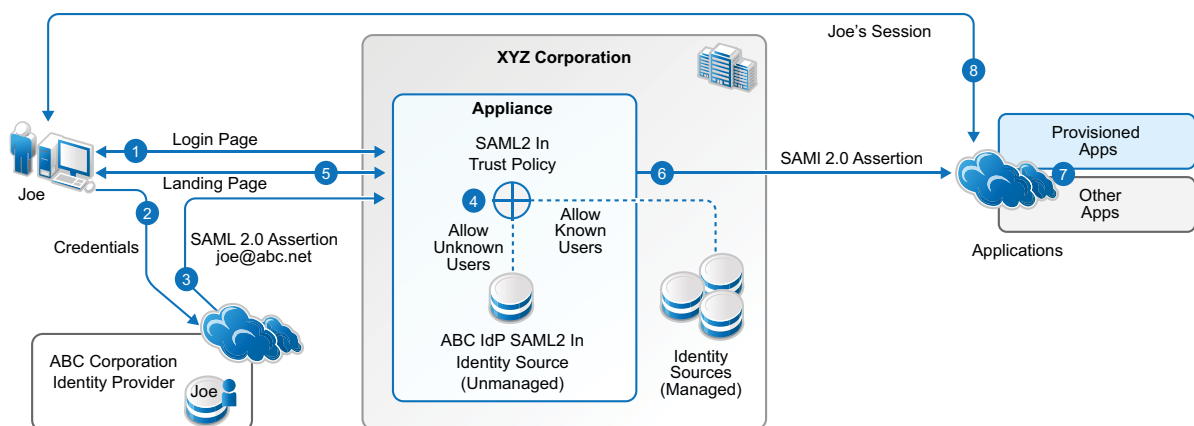 Joe's Session
8
XYZ Corporation
Appliance
SAML2 In
Trust Policy
Login Page
1
Landing Page
5
Joe
2
Credentials
SAML 2.0 Assertion
joe@abc.net
3
4
Allow
Unknown
Users
Allow
Known
Users
ABC IdP SAML2 In
Identity Source
(Unmanaged)
Identity
Sources
(Managed)
6
SAMl 2.0 Assertion
Provisioned
Apps
7
Other
Apps
Applications
ABC Corporation
Identity Provider
Joe